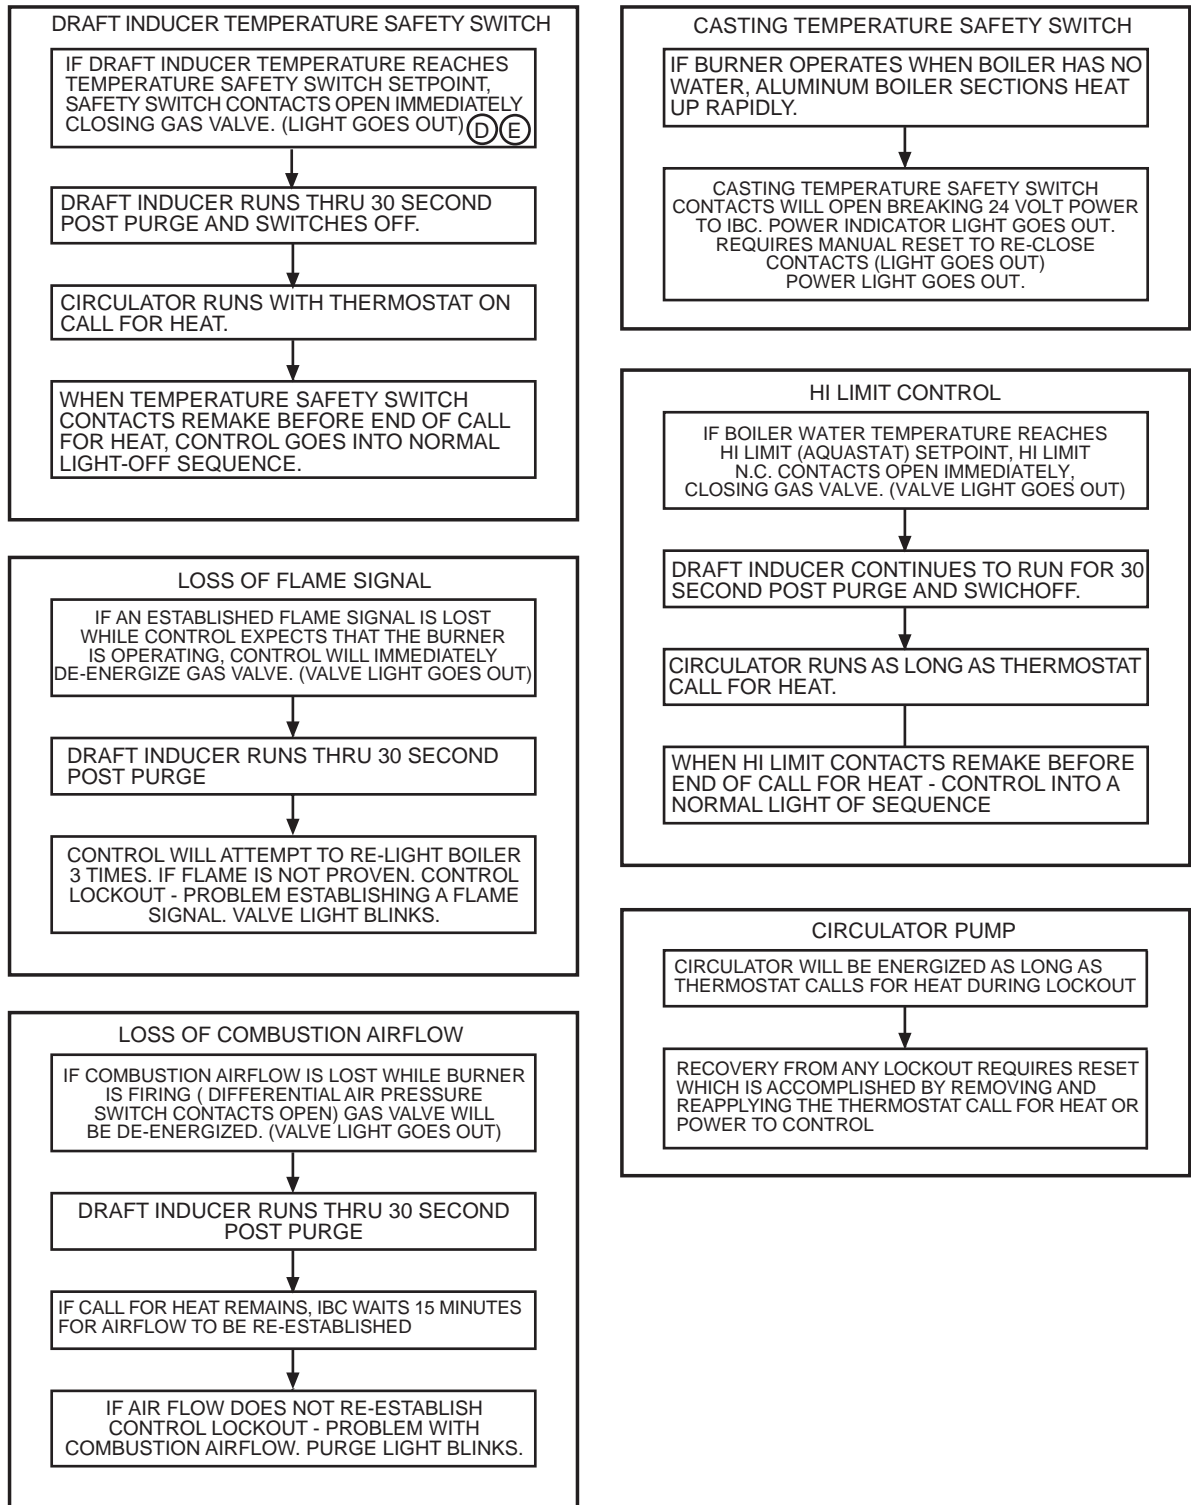 DRAFT INDUCER TEMPERATURE SAFETY SWITCH
IF DRAFT INDUCER TEMPERATURE REACHES
TEMPERATURE SAFETY SWITCH SETPOINT,
SAFETY SWITCH CONTACTS OPEN IMMEDIATELY
CLOSING GAS VALVE. (LIGHT GOES OUT) D E
DRAFT INDUCER RUNS THRU 30 SECOND
POST PURGE AND SWITCHES OFF.
CIRCULATOR RUNS WITH THERMOSTAT ON
CALL FOR HEAT.
WHEN TEMPERATURE SAFETY SWITCH
CONTACTS REMAKE BEFORE END OF CALL
FOR HEAT, CONTROL GOES INTO NORMAL
LIGHT-OFF SEQUENCE.
LOSS OF FLAME SIGNAL
IF AN ESTABLISHED FLAME SIGNAL IS LOST
WHILE CONTROL EXPECTS THAT THE BURNER
IS OPERATING, CONTROL WILL IMMEDIATELY
DE-ENERGIZE GAS VALVE. (VALVE LIGHT GOES OUT)
DRAFT INDUCER RUNS THRU 30 SECOND
POST PURGE
CONTROL WILL ATTEMPT TO RE-LIGHT BOILER
3 TIMES. IF FLAME IS NOT PROVEN. CONTROL
LOCKOUT - PROBLEM ESTABLISHING A FLAME
SIGNAL. VALVE LIGHT BLINKS.
LOSS OF COMBUSTION AIRFLOW
IF COMBUSTION AIRFLOW IS LOST WHILE BURNER
IS FIRING ( DIFFERENTIAL AIR PRESSURE
SWITCH CONTACTS OPEN) GAS VALVE WILL
BE DE-ENERGIZED. (VALVE LIGHT GOES OUT)
DRAFT INDUCER RUNS THRU 30 SECOND
POST PURGE
IF CALL FOR HEAT REMAINS, IBC WAITS 15 MINUTES
FOR AIRFLOW TO BE RE-ESTABLISHED
IF AIR FLOW DOES NOT RE-ESTABLISH
CONTROL LOCKOUT - PROBLEM WITH
COMBUSTION AIRFLOW. PURGE LIGHT BLINKS.
CASTING TEMPERATURE SAFETY SWITCH
IF BURNER OPERATES WHEN BOILER HAS NO
WATER, ALUMINUM BOILER SECTIONS HEAT
UP RAPIDLY.
CASTING TEMPERATURE SAFETY SWITCH
CONTACTS WILL OPEN BREAKING 24 VOLT POWER
TO IBC. POWER INDICATOR LIGHT GOES OUT.
REQUIRES MANUAL RESET TO RE-CLOSE
CONTACTS (LIGHT GOES OUT)
POWER LIGHT GOES OUT.
HI LIMIT CONTROL
IF BOILER WATER TEMPERATURE REACHES
HI LIMIT (AQUASTAT) SETPOINT, HI LIMIT
N.C. CONTACTS OPEN IMMEDIATELY,
CLOSING GAS VALVE. (VALVE LIGHT GOES OUT)
DRAFT INDUCER CONTINUES TO RUN FOR 30
SECOND POST PURGE AND SWICHOFF.
CIRCULATOR RUNS AS LONG AS THERMOSTAT
CALL FOR HEAT.
WHEN HI LIMIT CONTACTS REMAKE BEFORE
END OF CALL FOR HEAT - CONTROL INTO A
NORMAL LIGHT OF SEQUENCE
CIRCULATOR PUMP
CIRCULATOR WILL BE ENERGIZED AS LONG AS
THERMOSTAT CALLS FOR HEAT DURING LOCKOUT
RECOVERY FROM ANY LOCKOUT REQUIRES RESET
WHICH IS ACCOMPLISHED BY REMOVING AND
REAPPLYING THE THERMOSTAT CALL FOR HEAT OR
POWER TO CONTROL